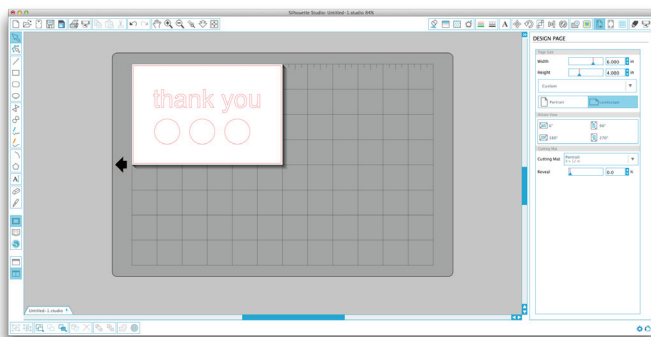 Silhouette Studio: Untitled-1.studio 84%
DESIGN PAGE
Page Size
Width 6.000 in
Height 4.000 in
Custom
Portrait Landscape
Rotate View
0° 90°
180° 270°
Cutting Mat
Cutting Mat Portrait
Reveal 0.0 %
thank you
Untitled-1.studio